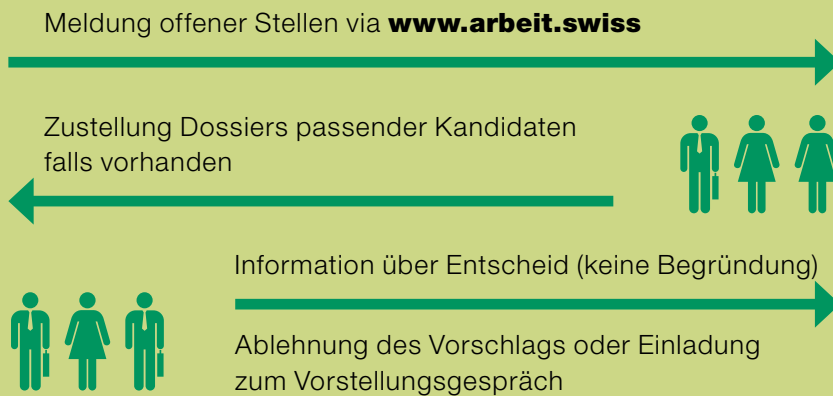 Meldung offener Stellen via www.arbeit.swiss
Zustellung Dossiers passender Kandidaten
falls vorhanden
Information über Entscheid (keine Begründung)
Ablehnung des Vorschlags oder Einladung
zum Vorstellungsgespräch